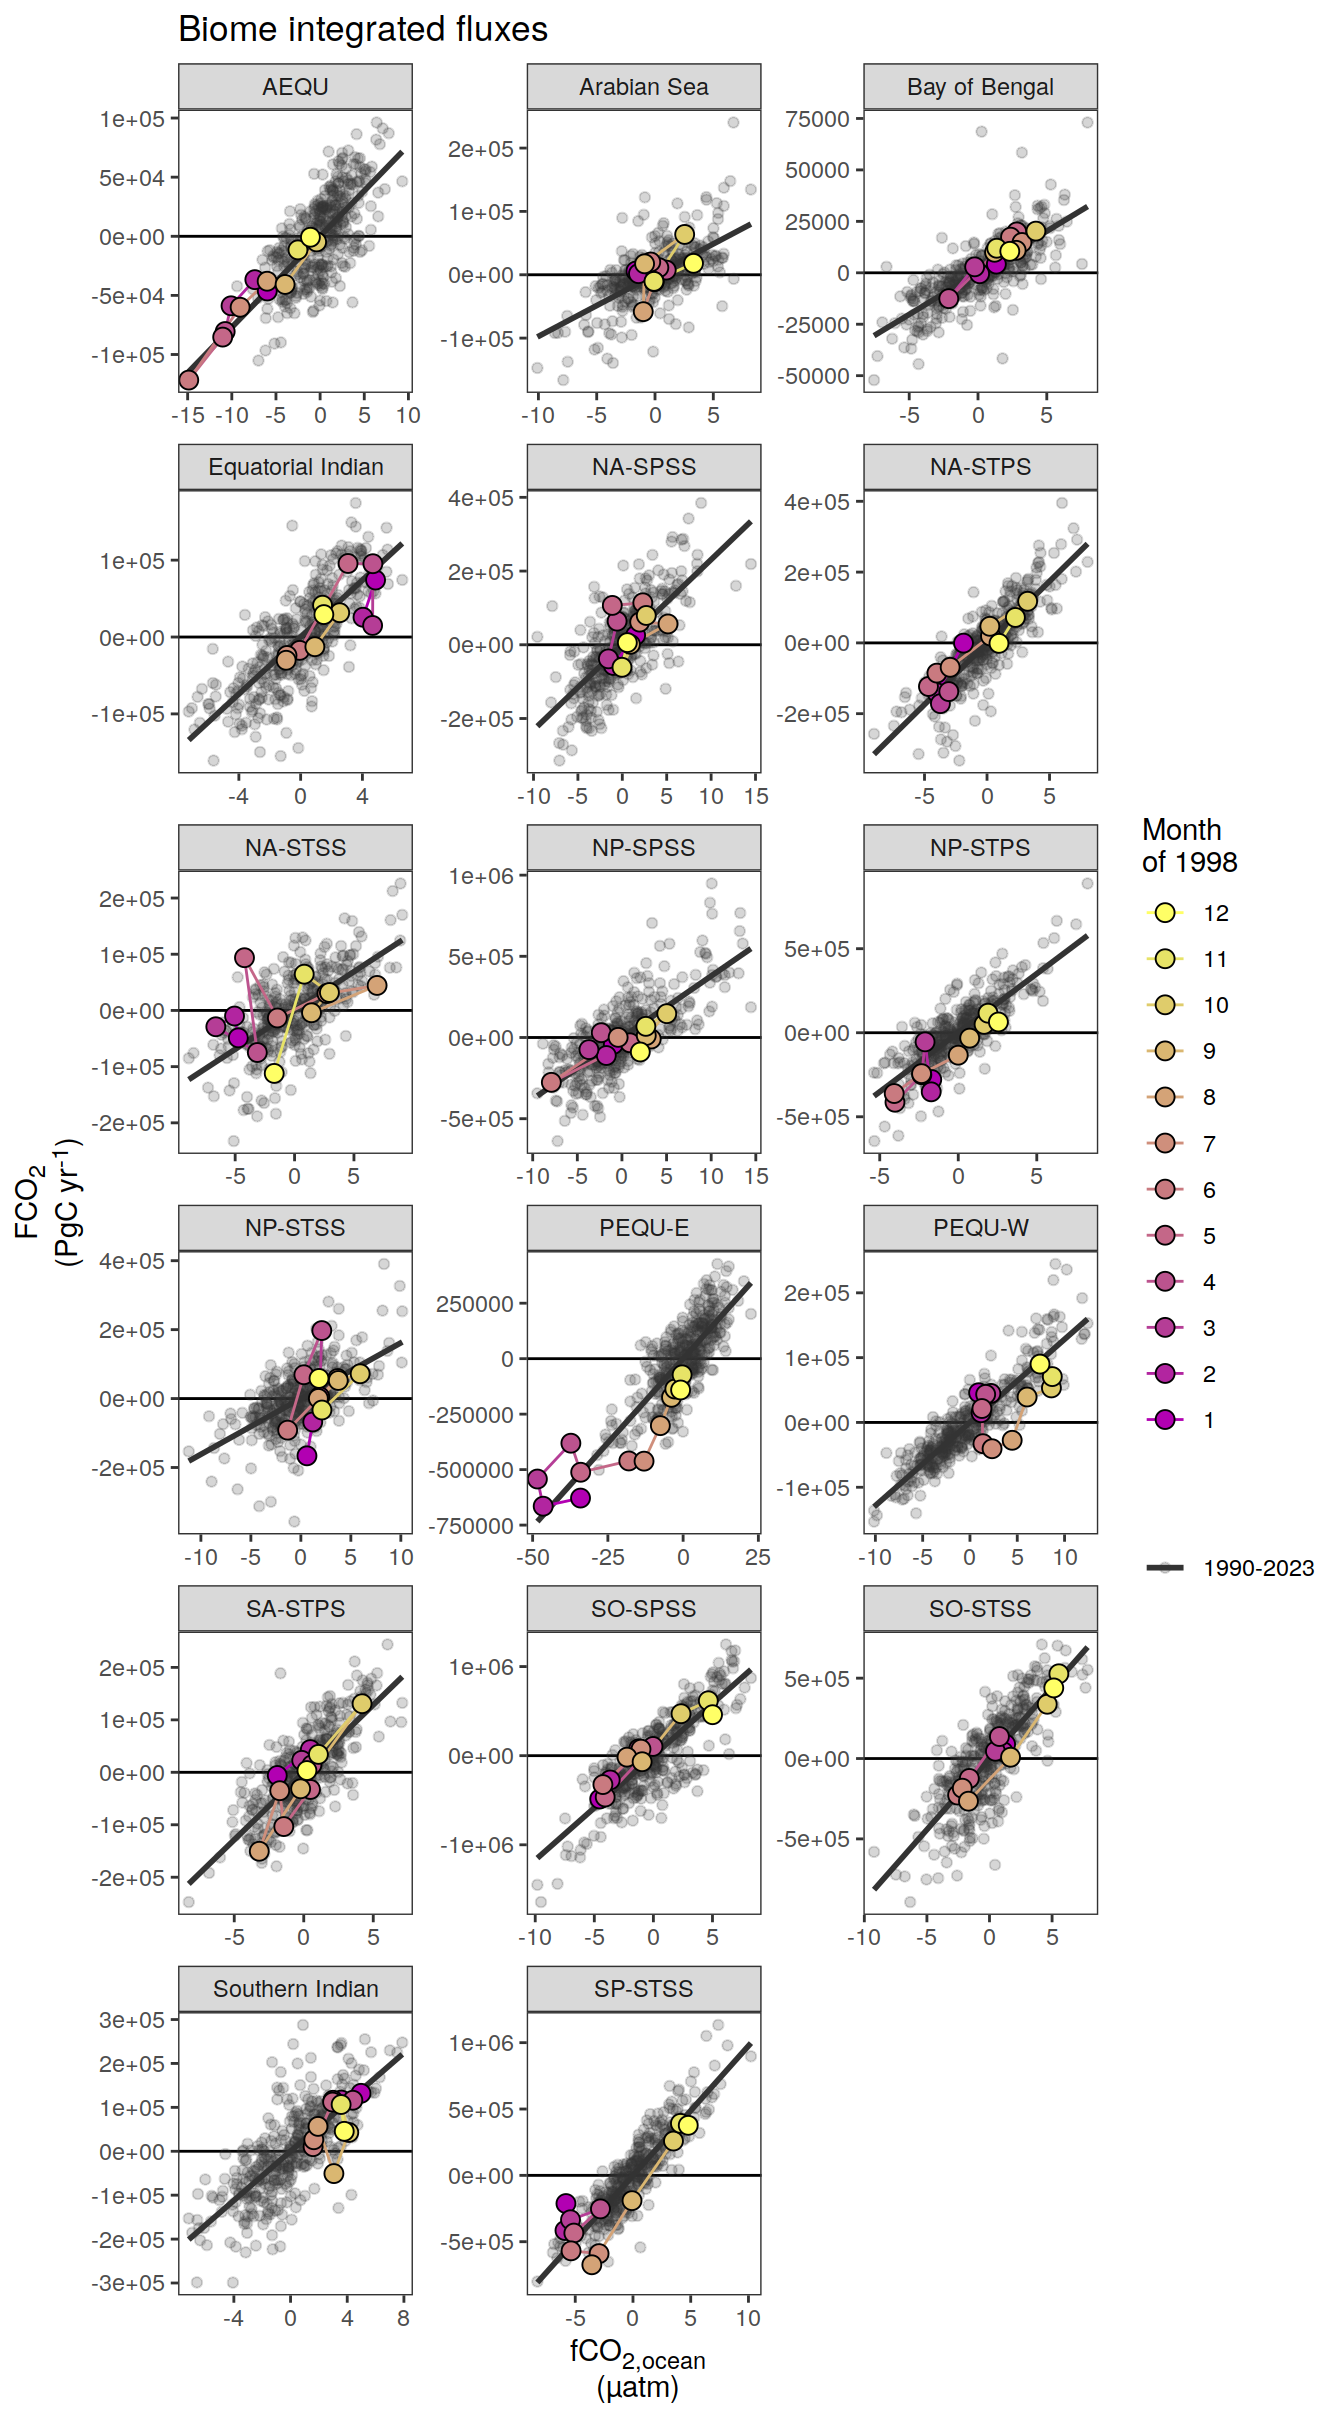 Biome integrated fluxes
AEQU
Arabian Sea
Bay of Bengal
1e+05
5e+04
0e+00
-5e+04
-1e+05
-15 -10 -5 0 5 10
2e+05
1e+05
0e+00
-1e+05
-10 -5 0 5
75000
50000
25000
0
-25000
-50000
-5 0 5
Equatorial Indian
NA-SPSS
NA-STPS
1e+05
0e+00
-1e+05
-4 0 4
4e+05
2e+05
0e+00
-2e+05
-10 -5 0 5 10 15
4e+05
2e+05
0e+00
-2e+05
-5 0 5
NA-STSS
NP-SPSS
NP-STPS
2e+05
1e+05
0e+00
-1e+05
-2e+05
-5 0 5
1e+06
5e+05
0e+00
-5e+05
-10 -5 0 5 10 15
5e+05
0e+00
-5e+05
-5 0 5
NP-STSS
PEQU-E
PEQU-W
4e+05
2e+05
0e+00
-2e+05
-10 -5 0 5 10
250000
0
-250000
-500000
-750000
-50 -25 0 25
2e+05
1e+05
0e+00
-1e+05
-10 -5 0 5 10
SA-STPS
SO-SPSS
SO-STSS
2e+05
1e+05
0e+00
-1e+05
-2e+05
-5 0 5
1e+06
0e+00
-1e+06
-10 -5 0 5
5e+05
0e+00
-5e+05
-10 -5 0 5
Southern Indian
SP-STSS
3e+05
2e+05
1e+05
0e+00
-1e+05
-2e+05
-3e+05
-4 0 4 8
1e+06
5e+05
0e+00
-5e+05
-5 0 5 10
FCO2
(PgC yr-1)
fCO2,ocean
(µatm)
Month
of 1998
12
11
10
9
8
7
6
5
4
3
2
1
1990-2023